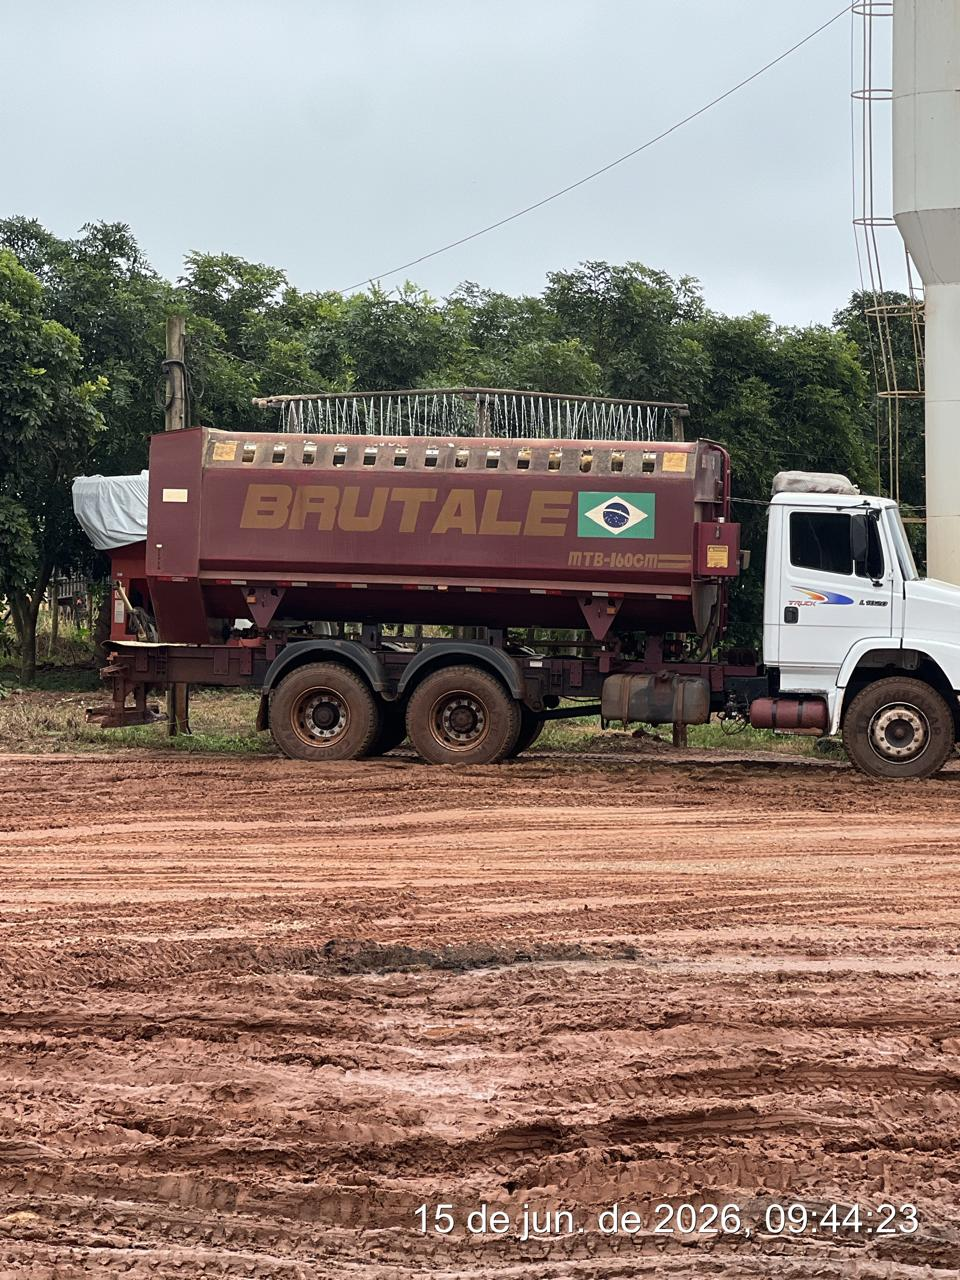 BRUTALE
MTB-160CM
TRUCK
15 de jun. de 2026, 09:44:23